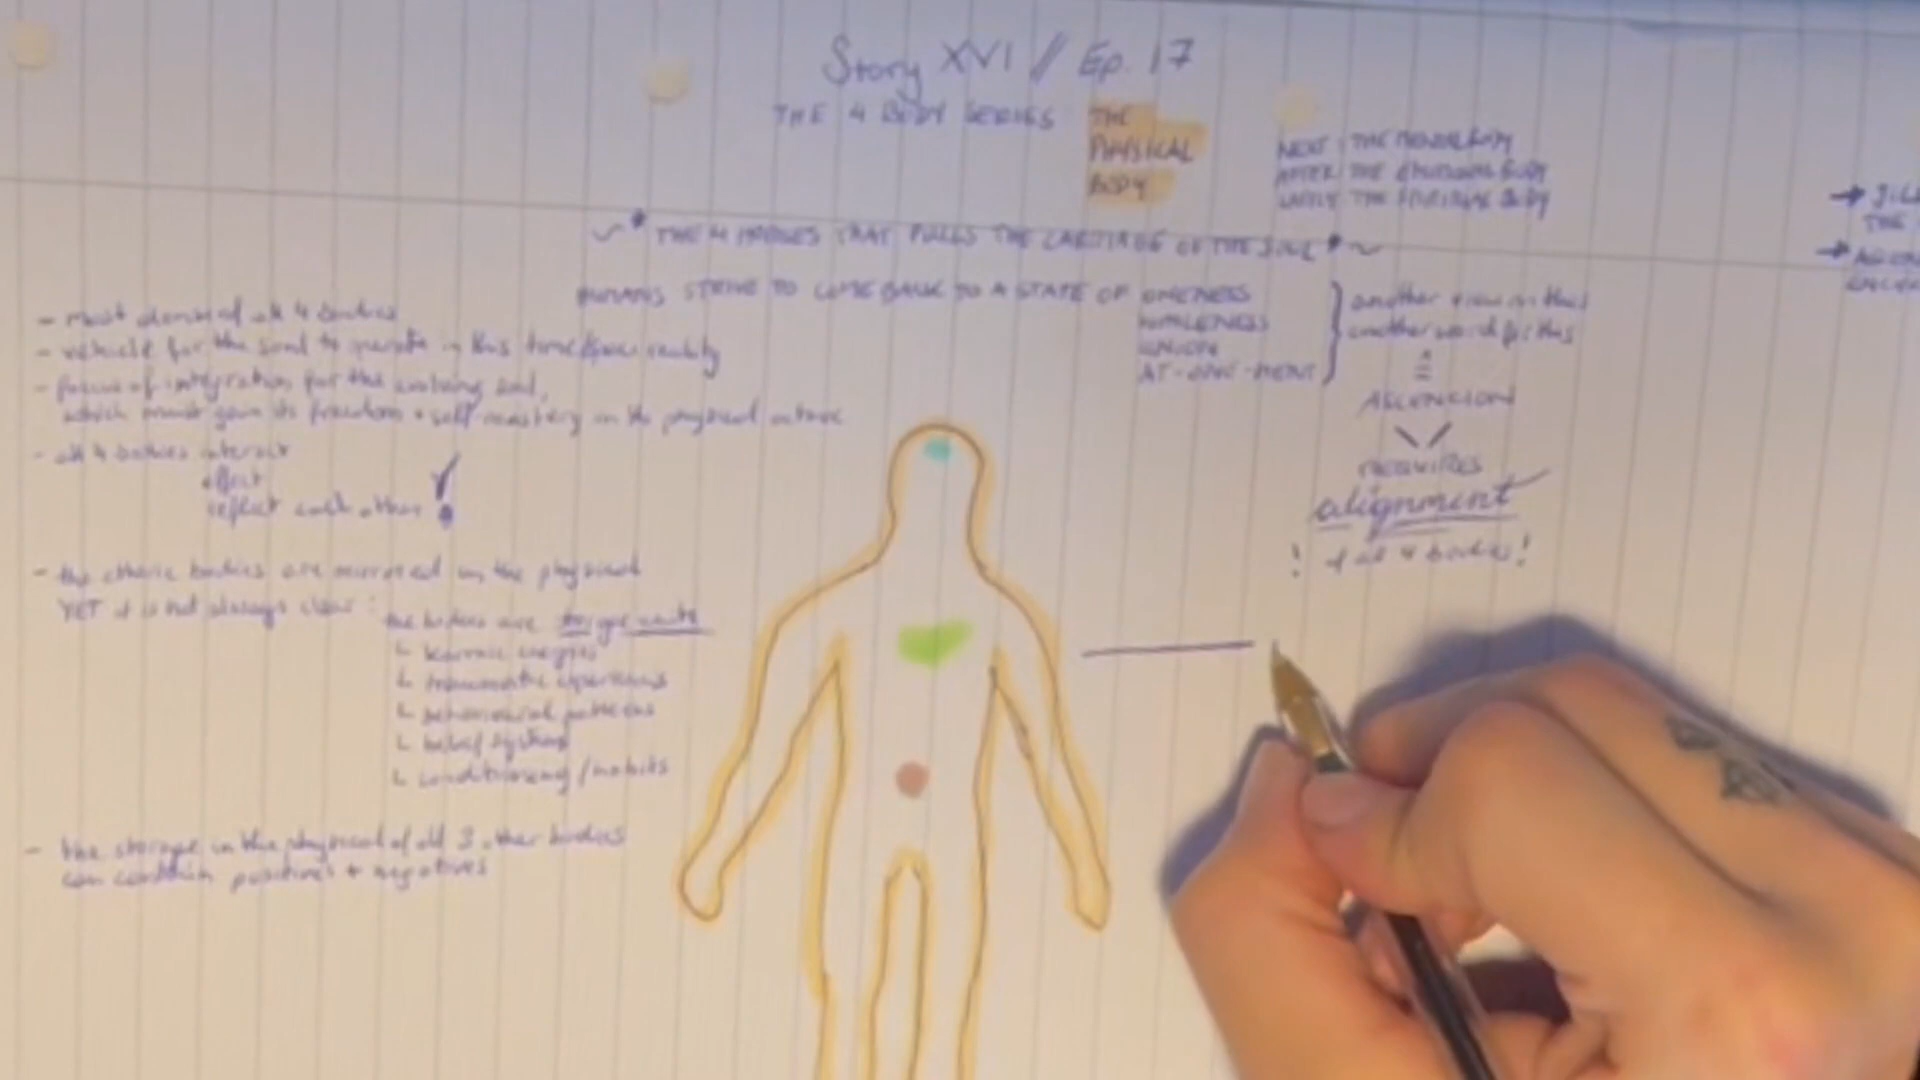 Story XVI // Ep. 17
THE 4 BODY SERIES
THE
PHYSICAL
BODY
NEXT: THE MENTAL BODY
AFTER: THE EMOTIONAL BODY
LASTLY: THE SPIRITUAL BODY
THE 4 HORSES THAT PULLS THE CARRIAGE OF THE SOUL
HUMANS STRIVE TO COME BACK TO A STATE OF ONENESS
WHOLENESS
UNION
AT-ONE-MENT
another view on this
another word for this
=
ASCENCION
REQUIRES
alignment
! of all 4 bodies!
- most dense of all 4 bodies
- vehicle for the soul to operate in this time/space reality
- focus of integration for the evolving soul,
which must gain its freedom + self mastery in the physical
- all 4 bodies interact
effect
reflect each other !
- the etheric bodies are mirrored in the physical
YET it is not always clear:
the bodies are
L karmic energies
L traumatic experiences
L behavioural patterns
L belief systems
L conditioning/habits
- the storage in the physical of all 3 other bodies
can contain positives + negatives
THE